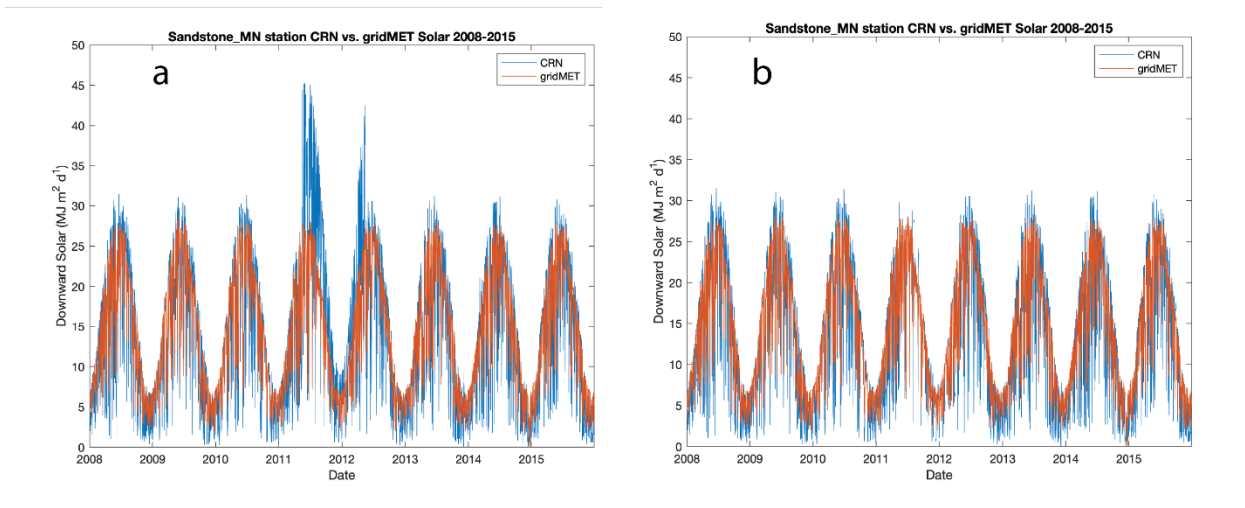 Sandstone_MN station CRN vs. gridMET Solar 2008-2015
a
CRN
gridMET
Downward Solar (MJ m² d¹)
50
45
40
35
30
25
20
15
10
5
0
2008 2009 2010 2011 2012 2013 2014 2015
Date
Sandstone_MN station CRN vs. gridMET Solar 2008-2015
b
CRN
gridMET
Downward Solar (MJ m² d¹)
50
45
40
35
30
25
20
15
10
5
0
2008 2009 2010 2011 2012 2013 2014 2015
Date